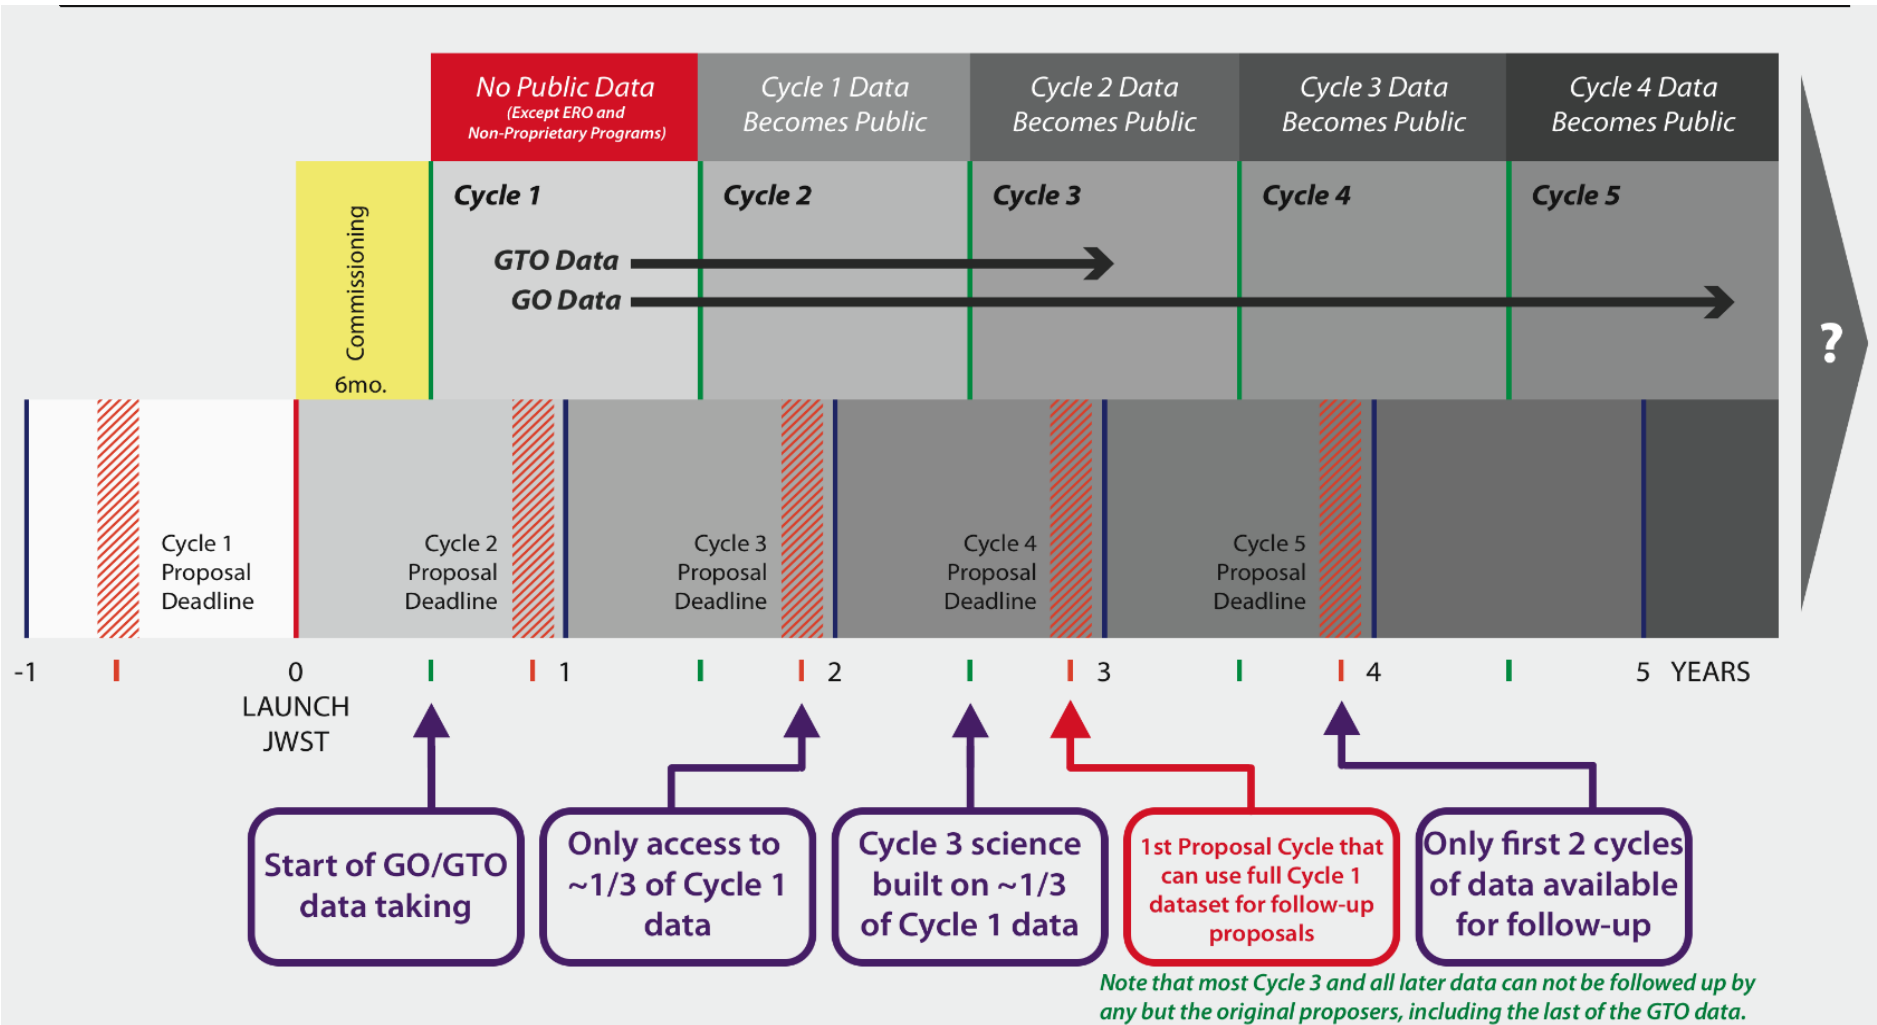 No Public Data
(Except ERO and
Non-Proprietary Programs)
Cycle 1 Data
Becomes Public
Cycle 2 Data
Becomes Public
Cycle 3 Data
Becomes Public
Cycle 4 Data
Becomes Public
Commissioning
6mo.
Cycle 1
Cycle 2
Cycle 3
Cycle 4
Cycle 5
GTO Data
GO Data
?
Cycle 1
Proposal
Deadline
Cycle 2
Proposal
Deadline
Cycle 3
Proposal
Deadline
Cycle 4
Proposal
Deadline
Cycle 5
Proposal
Deadline
-1
0
1
2
3
4
5 YEARS
LAUNCH
JWST
Start of GO/GTO
data taking
Only access to
~1/3 of Cycle 1
data
Cycle 3 science
built on ~1/3
of Cycle 1 data
1st Proposal Cycle that
can use full Cycle 1
dataset for follow-up
proposals
Only first 2 cycles
of data available
for follow-up
Note that most Cycle 3 and all later data can not be followed up by
any but the original proposers, including the last of the GTO data.